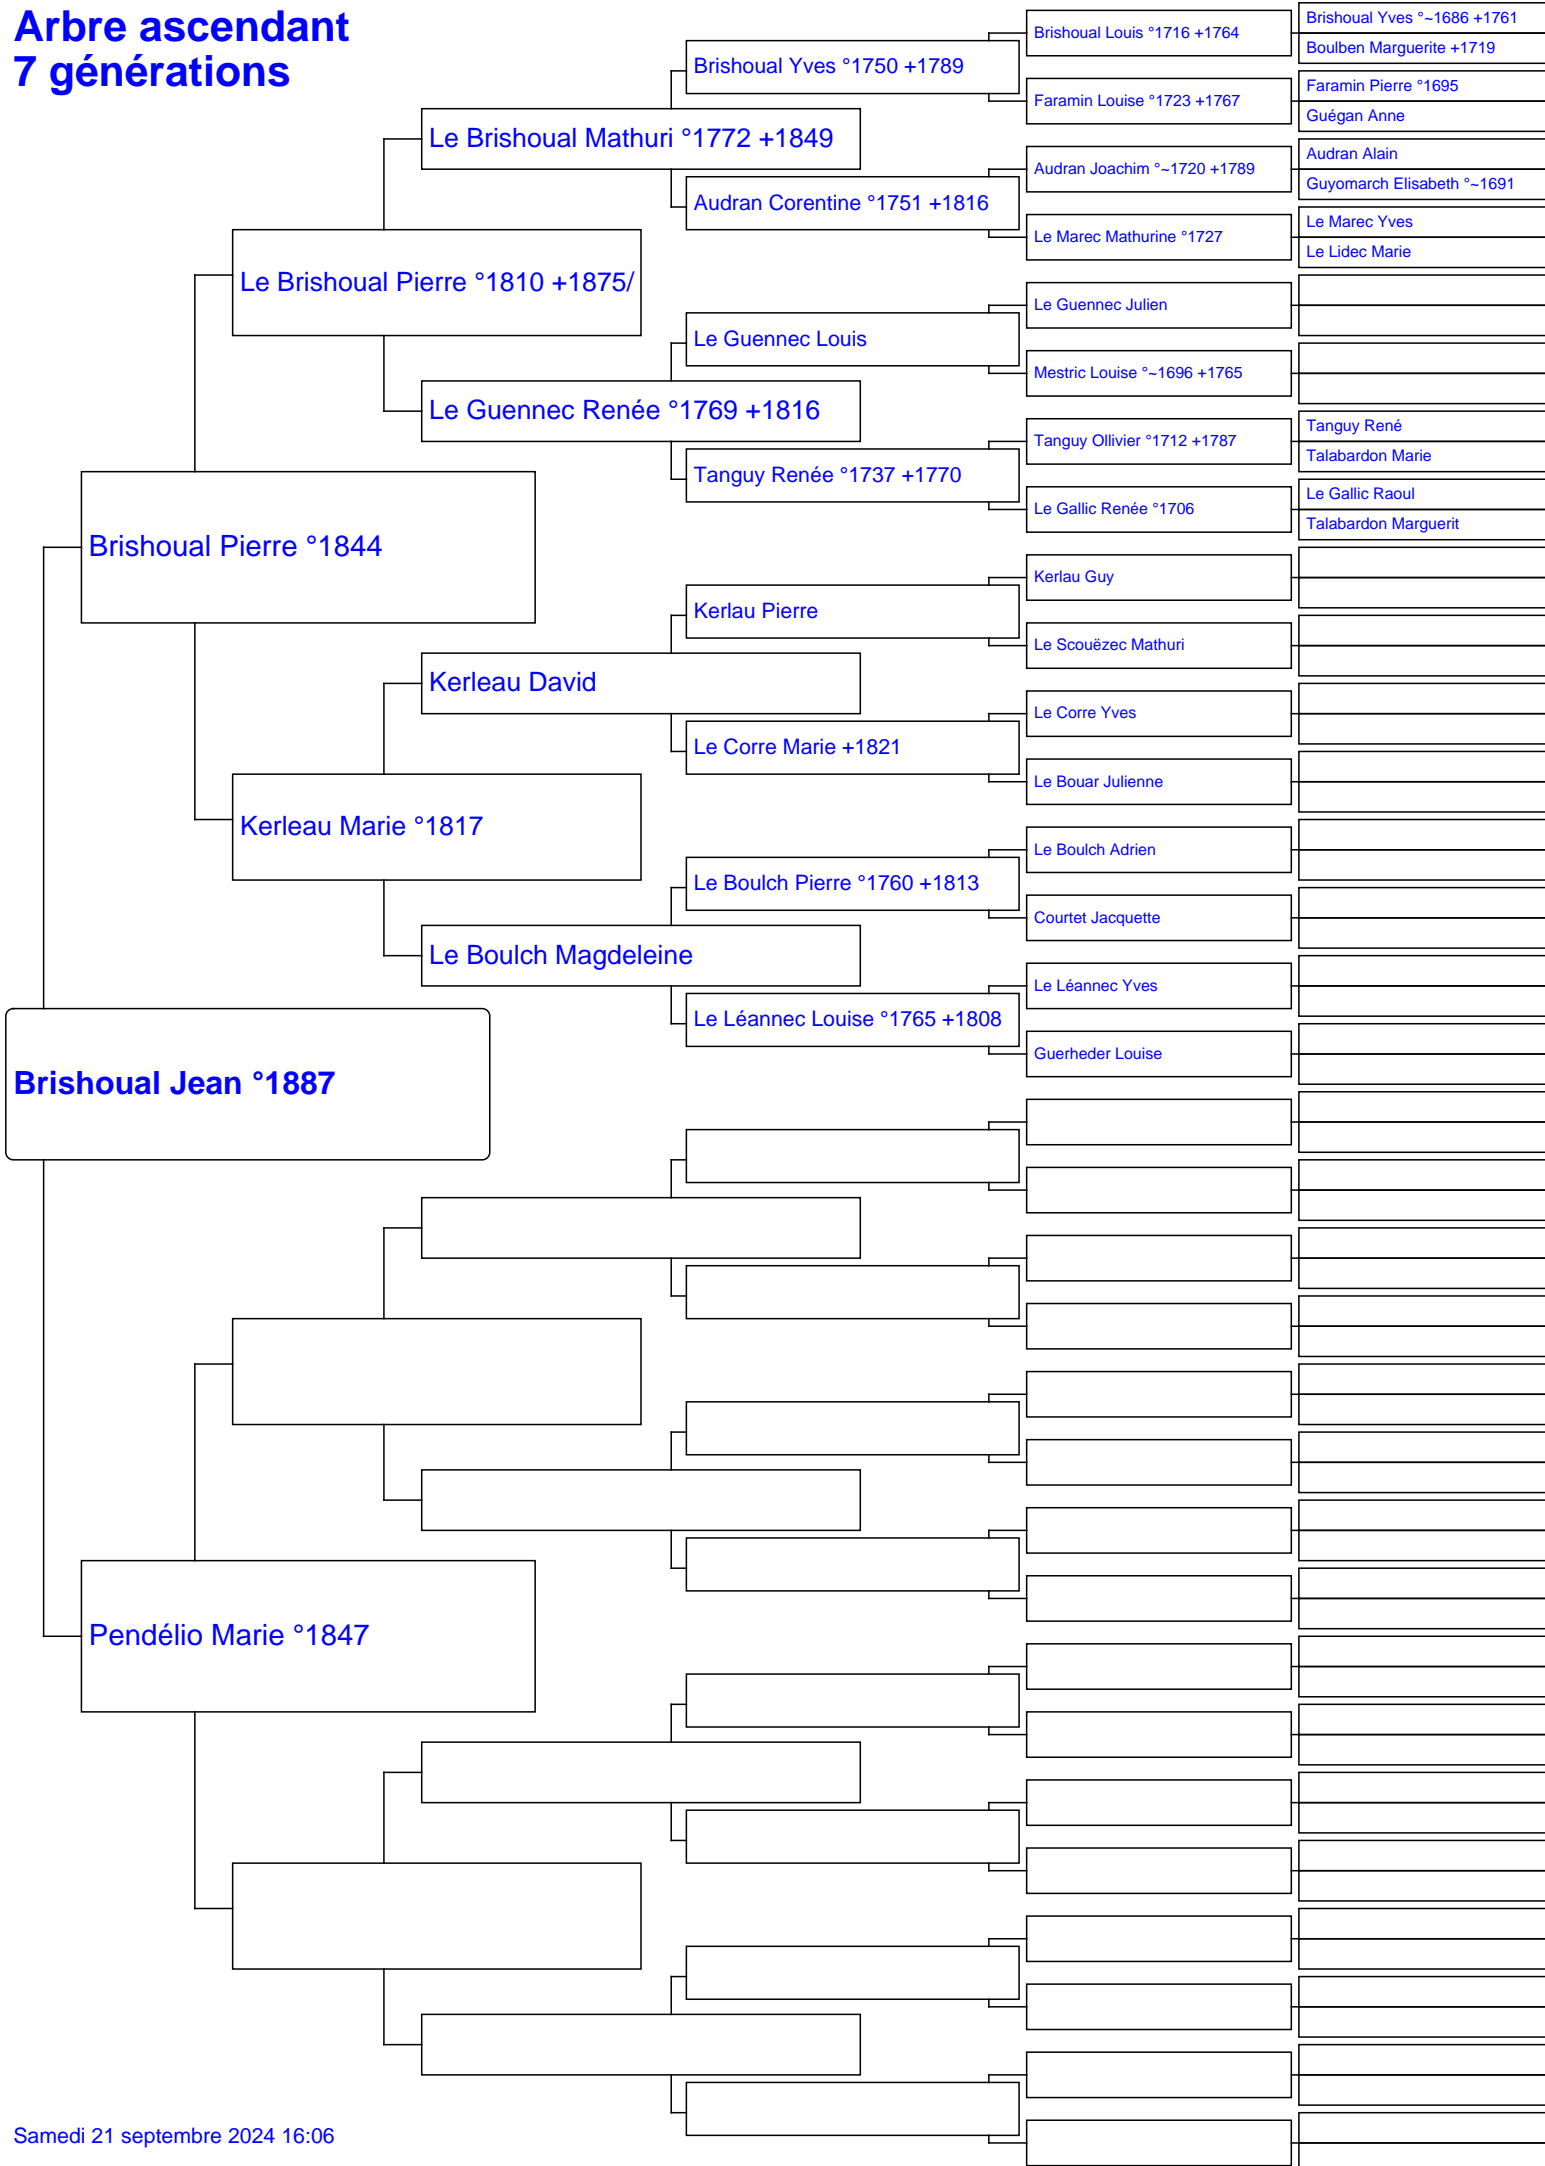 Arbre ascendant
7 générations
Brishoual Jean °1887
Brishoual Pierre °1844
Pendélio Marie °1847
Le Brishoual Pierre °1810 +1875/
Kerleau Marie °1817
Le Brishoual Mathuri °1772 +1849
Le Guennec Renée °1769 +1816
Kerleau David
Le Boulch Magdeleine
Brishoual Yves °1750 +1789
Audran Corentine °1751 +1816
Le Guennec Louis
Tanguy Renée °1737 +1770
Kerlau Pierre
Le Corre Marie +1821
Le Boulch Pierre °1760 +1813
Le Léannec Louise °1765 +1808
Brishoual Louis °1716 +1764
Faramin Louise °1723 +1767
Audran Joachim °~1720 +1789
Le Marec Mathurine °1727
Le Guennec Julien
Mestric Louise °~1696 +1765
Tanguy Ollivier °1712 +1787
Le Gallic Renée °1706
Kerlau Guy
Le Scouëzec Mathuri
Le Corre Yves
Le Bouar Julienne
Le Boulch Adrien
Courtet Jacquette
Le Léannec Yves
Guerheder Louise
Brishoual Yves °~1686 +1761
Boulben Marguerite +1719
Faramin Pierre °1695
Guégan Anne
Audran Alain
Guyomarch Elisabeth °~1691
Le Marec Yves
Le Lidec Marie
Tanguy René
Talabardon Marie
Le Gallic Raoul
Talabardon Marguerit
Samedi 21 septembre 2024 16:06